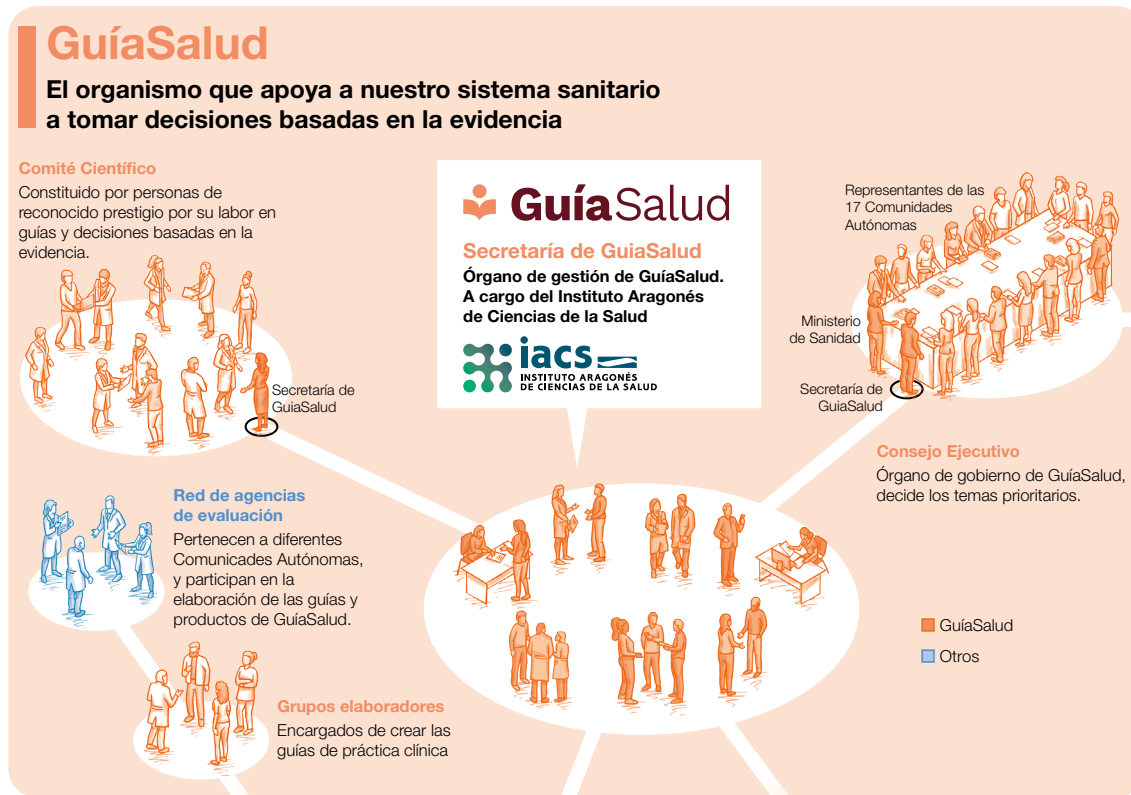 GuíaSalud
El organismo que apoya a nuestro sistema sanitario
a tomar decisiones basadas en la evidencia
Comité Científico
Constituido por personas de
reconocido prestigio por su labor en
guías y decisiones basadas en la
evidencia.
Secretaría de
GuiaSalud
GuíaSalud
Secretaría de GuiaSalud
Órgano de gestión de GuíaSalud.
A cargo del Instituto Aragonés
de Ciencias de la Salud
iacs
INSTITUTO ARAGONÉS
DE CIENCIAS DE LA SALUD
Representantes de las
17 Comunidades
Autónomas
Ministerio
de Sanidad
Secretaría de
GuiaSalud
Consejo Ejecutivo
Órgano de gobierno de GuíaSalud,
decide los temas prioritarios.
Red de agencias
de evaluación
Pertenecen a diferentes
Comunicades Autónomas,
y participan en la
elaboración de las guías y
productos de GuíaSalud.
GuíaSalud
Otros
Grupos elaboradores
Encargados de crear las
guías de práctica clínica